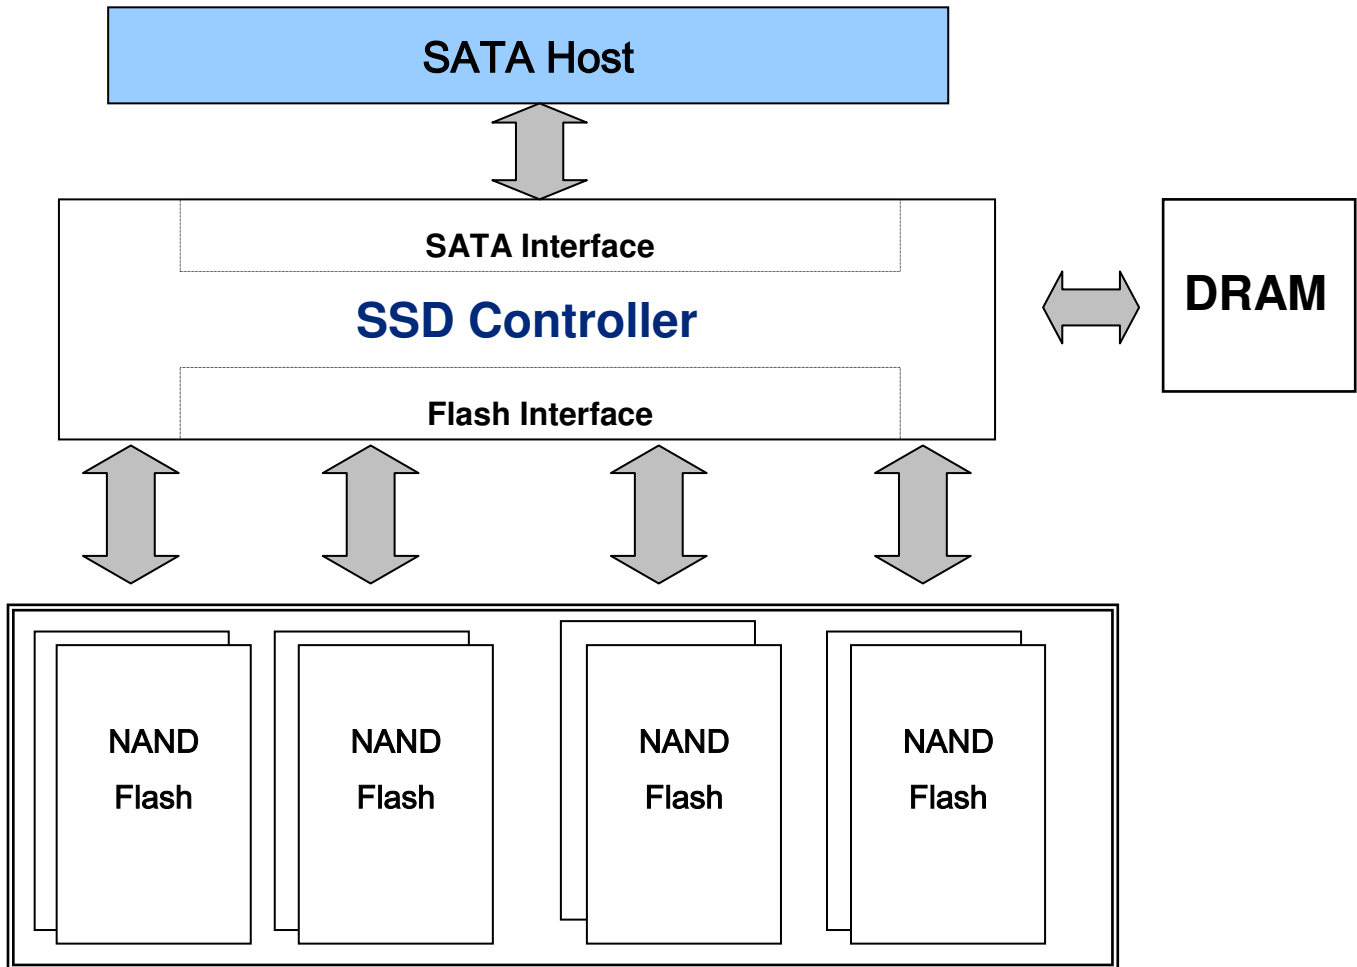 SATA Host
SATA Interface
SSD Controller
DRAM
Flash Interface
NAND
Flash
NAND
Flash
NAND
Flash
NAND
Flash